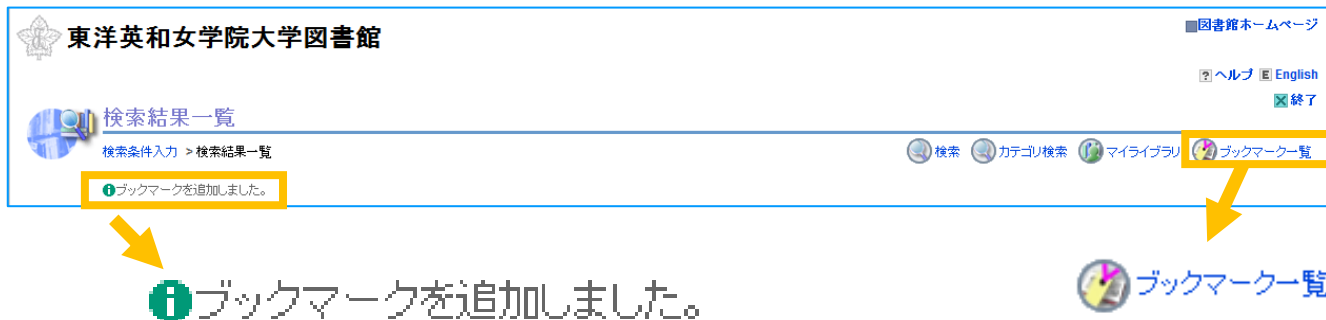 東洋英和女学院大学図書館
図書館ホームページ
? ヘルプ E English
終了
検索結果一覧
検索条件入力 >検索結果一覧
検索 カテゴリ検索 マイライブラリ ブックマーク一覧
ブックマークを追加しました。
ブックマークを追加しました。
ブックマーク一覧